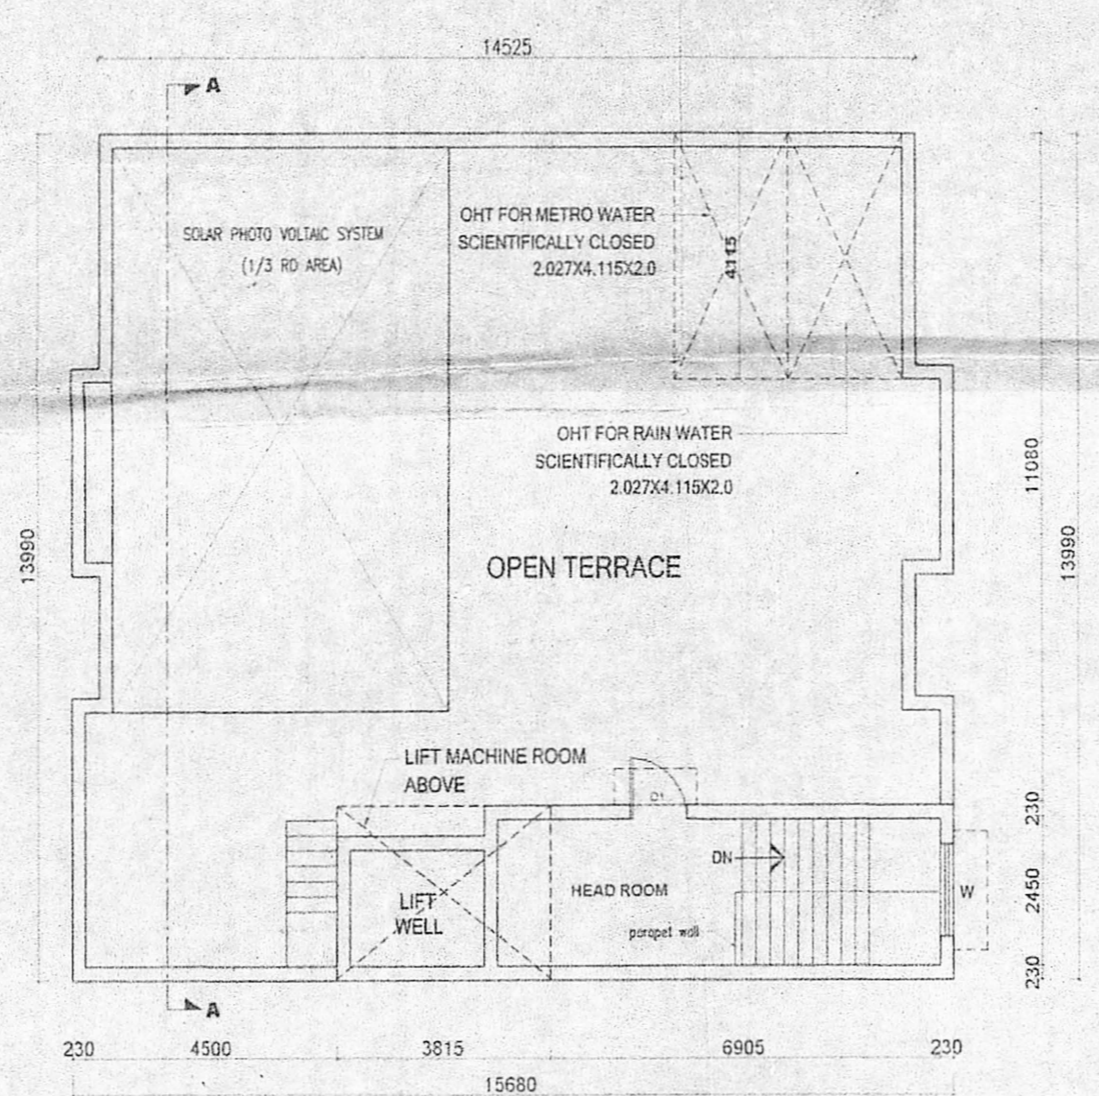 14525
A
SOLAR PHOTO VOLTAIC SYSTEM
(1/3 RD AREA)
OHT FOR METRO WATER
SCIENTIFICALLY CLOSED
2.027X4.115X2.0
4115
OHT FOR RAIN WATER
SCIENTIFICALLY CLOSED
2.027X4.115X2.0
11080
13990
13990
OPEN TERRACE
LIFT MACHINE ROOM
ABOVE
D1
230
DN
HEAD ROOM
W
2450
LIFT
WELL
parapet wall
230
A
230 4500 3815 6905 230
15680